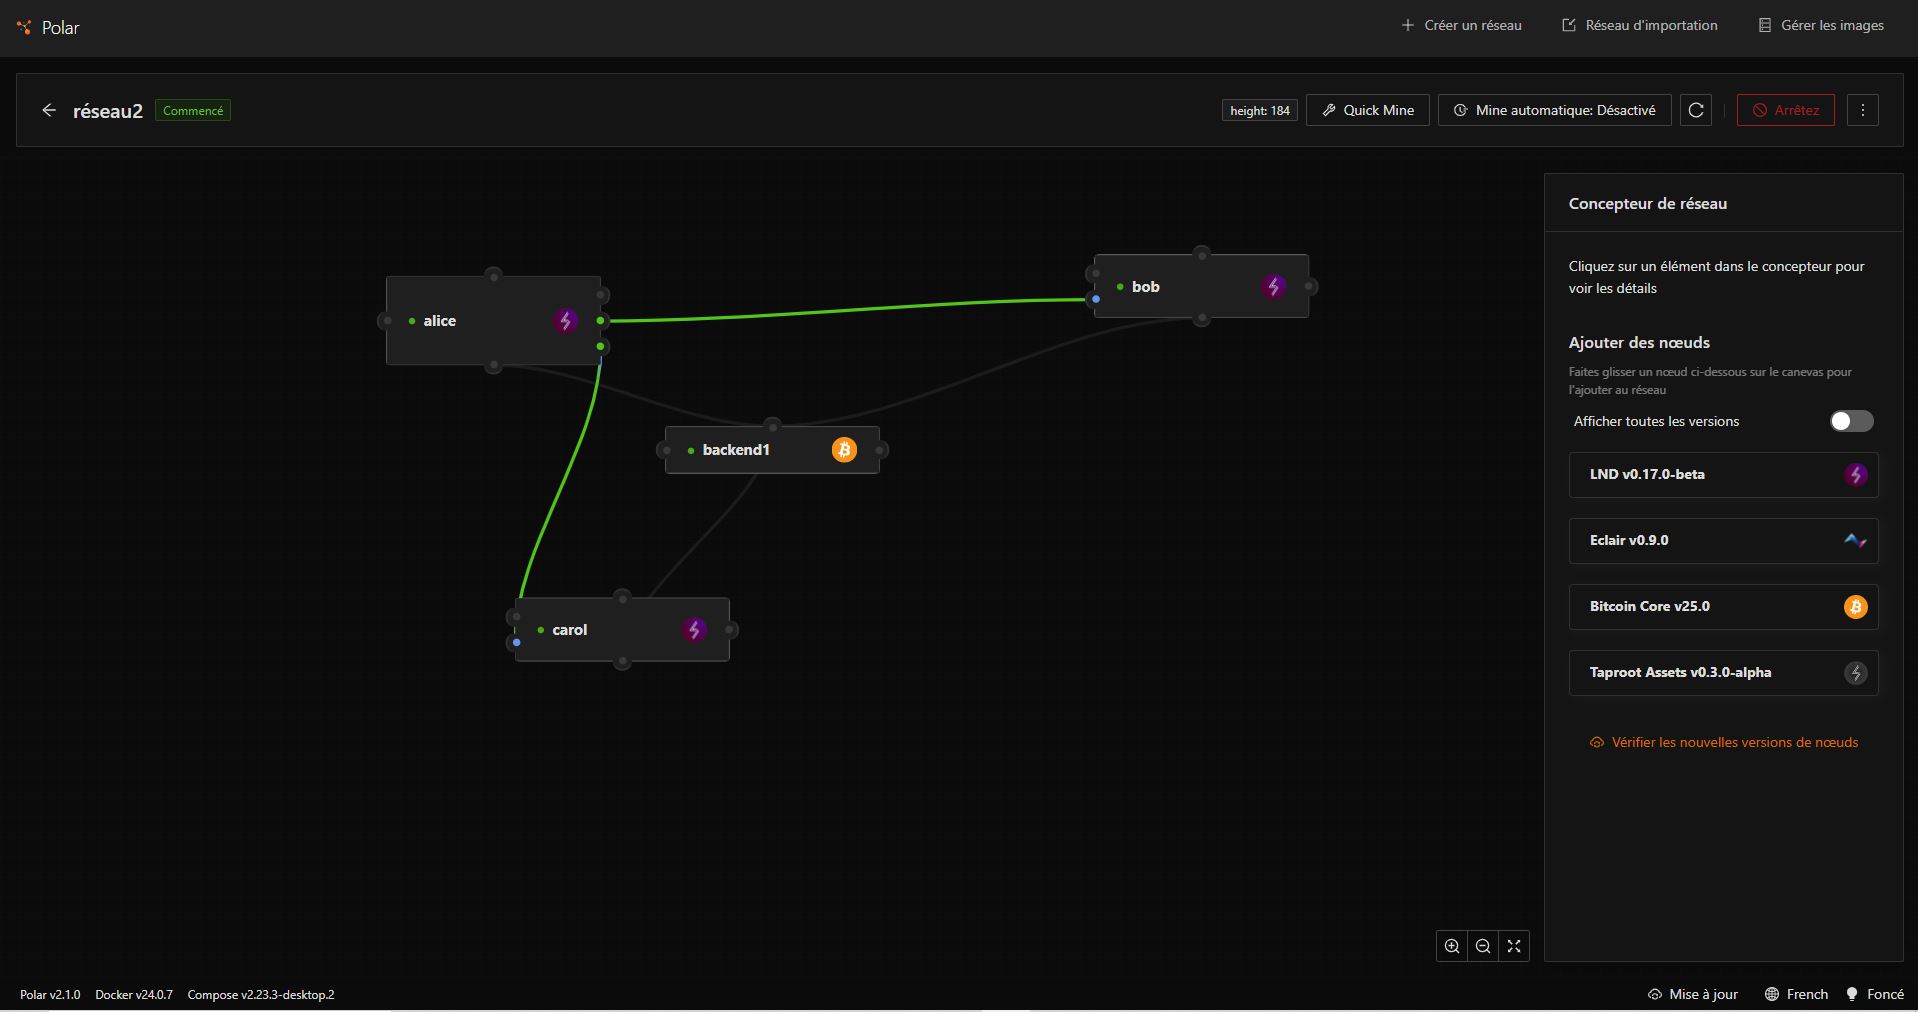 Polar
Créer un réseau
Réseau d'importation
Gérer les images
réseau2
Commencé
height: 184
Quick Mine
Mine automatique: Désactivé
Arrêtez
Concepteur de réseau
Cliquez sur un élément dans le concepteur pour
voir les détails
alice
bob
backend1
carol
Ajouter des nœuds
Faites glisser un nœud ci-dessous sur le canevas pour
l'ajouter au réseau
Afficher toutes les versions
LND v0.17.0-beta
Eclair v0.9.0
Bitcoin Core v25.0
Taproot Assets v0.3.0-alpha
Vérifier les nouvelles versions de nœuds
Polar v2.1.0
Docker v24.0.7
Compose v2.23.3-desktop.2
Mise à jour
French
Foncé